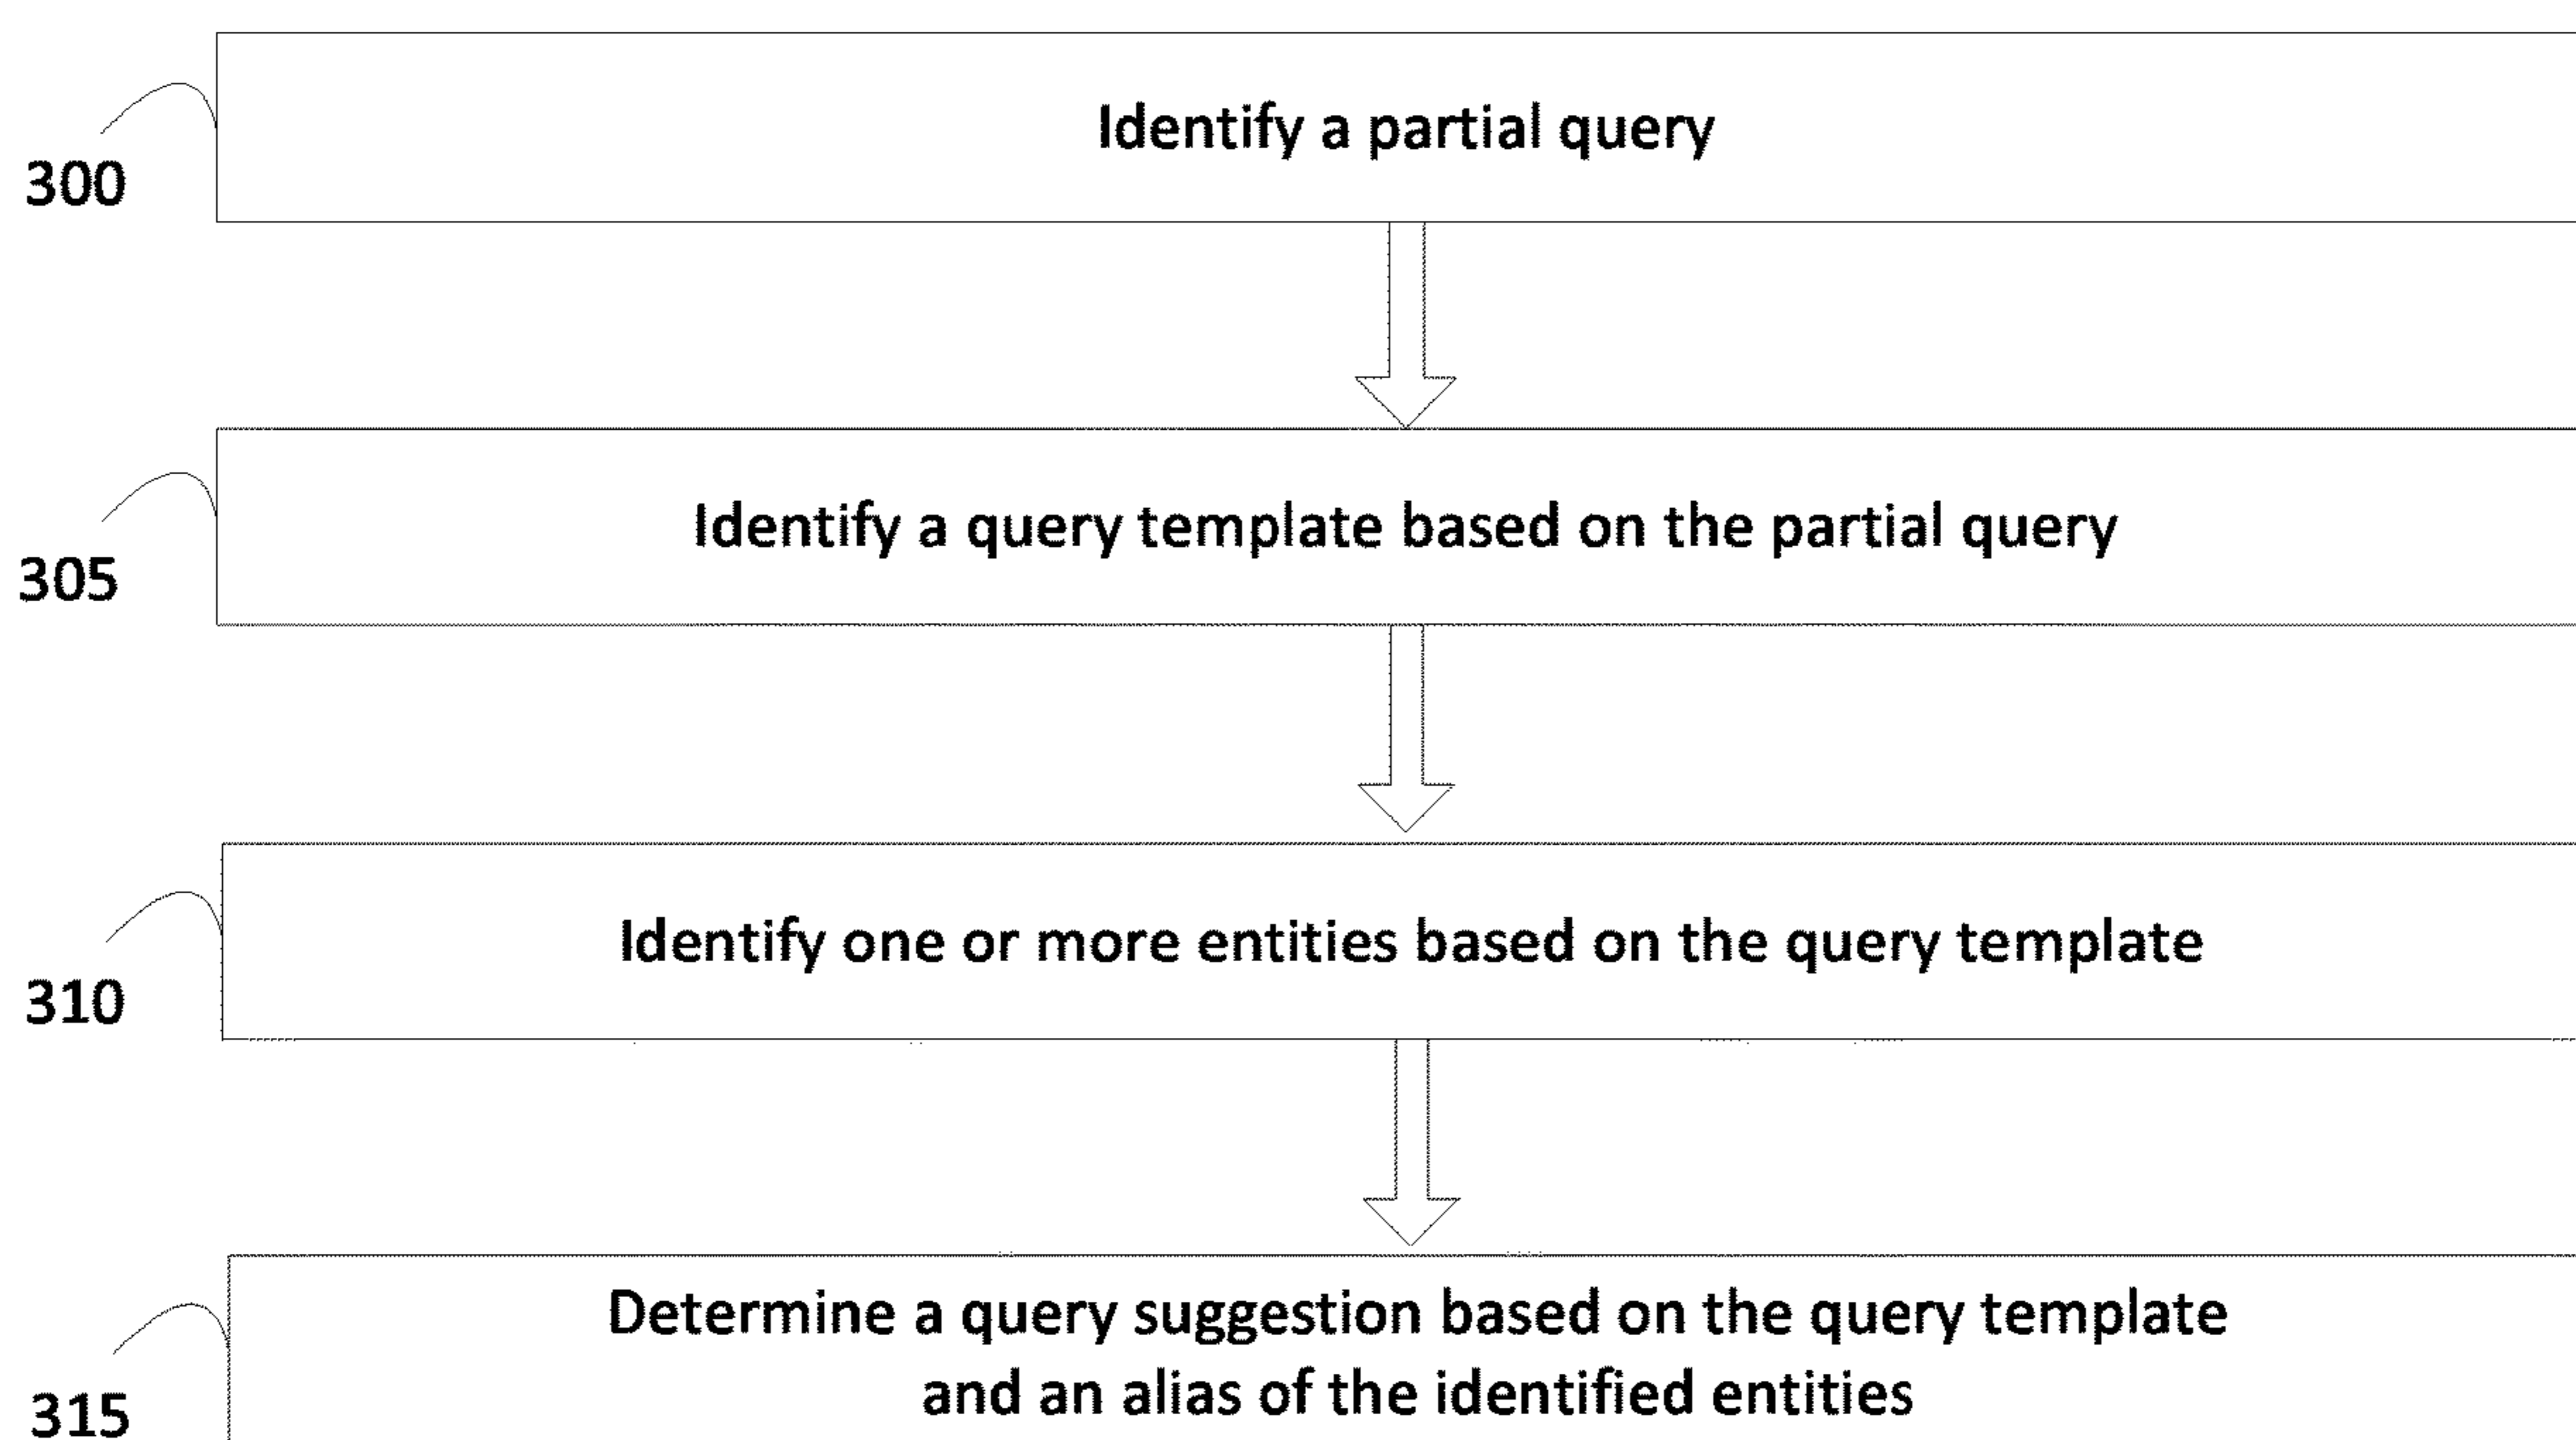 Identify a partial query
300
Identify a query template based on the partial query
305
Identify one or more entities based on the query template
310
Determine a query suggestion based on the query template
and an alias of the identified entities
315